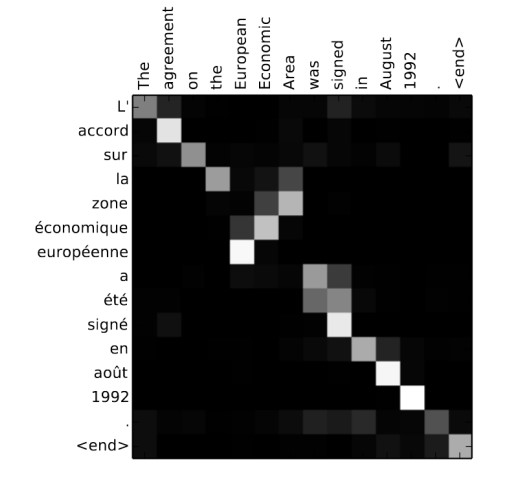 The agreement on the European Economic Area was signed in August 1992 . <end>
L'
accord
sur
la
zone
économique
européenne
a
été
signé
en
août
1992
.
<end>